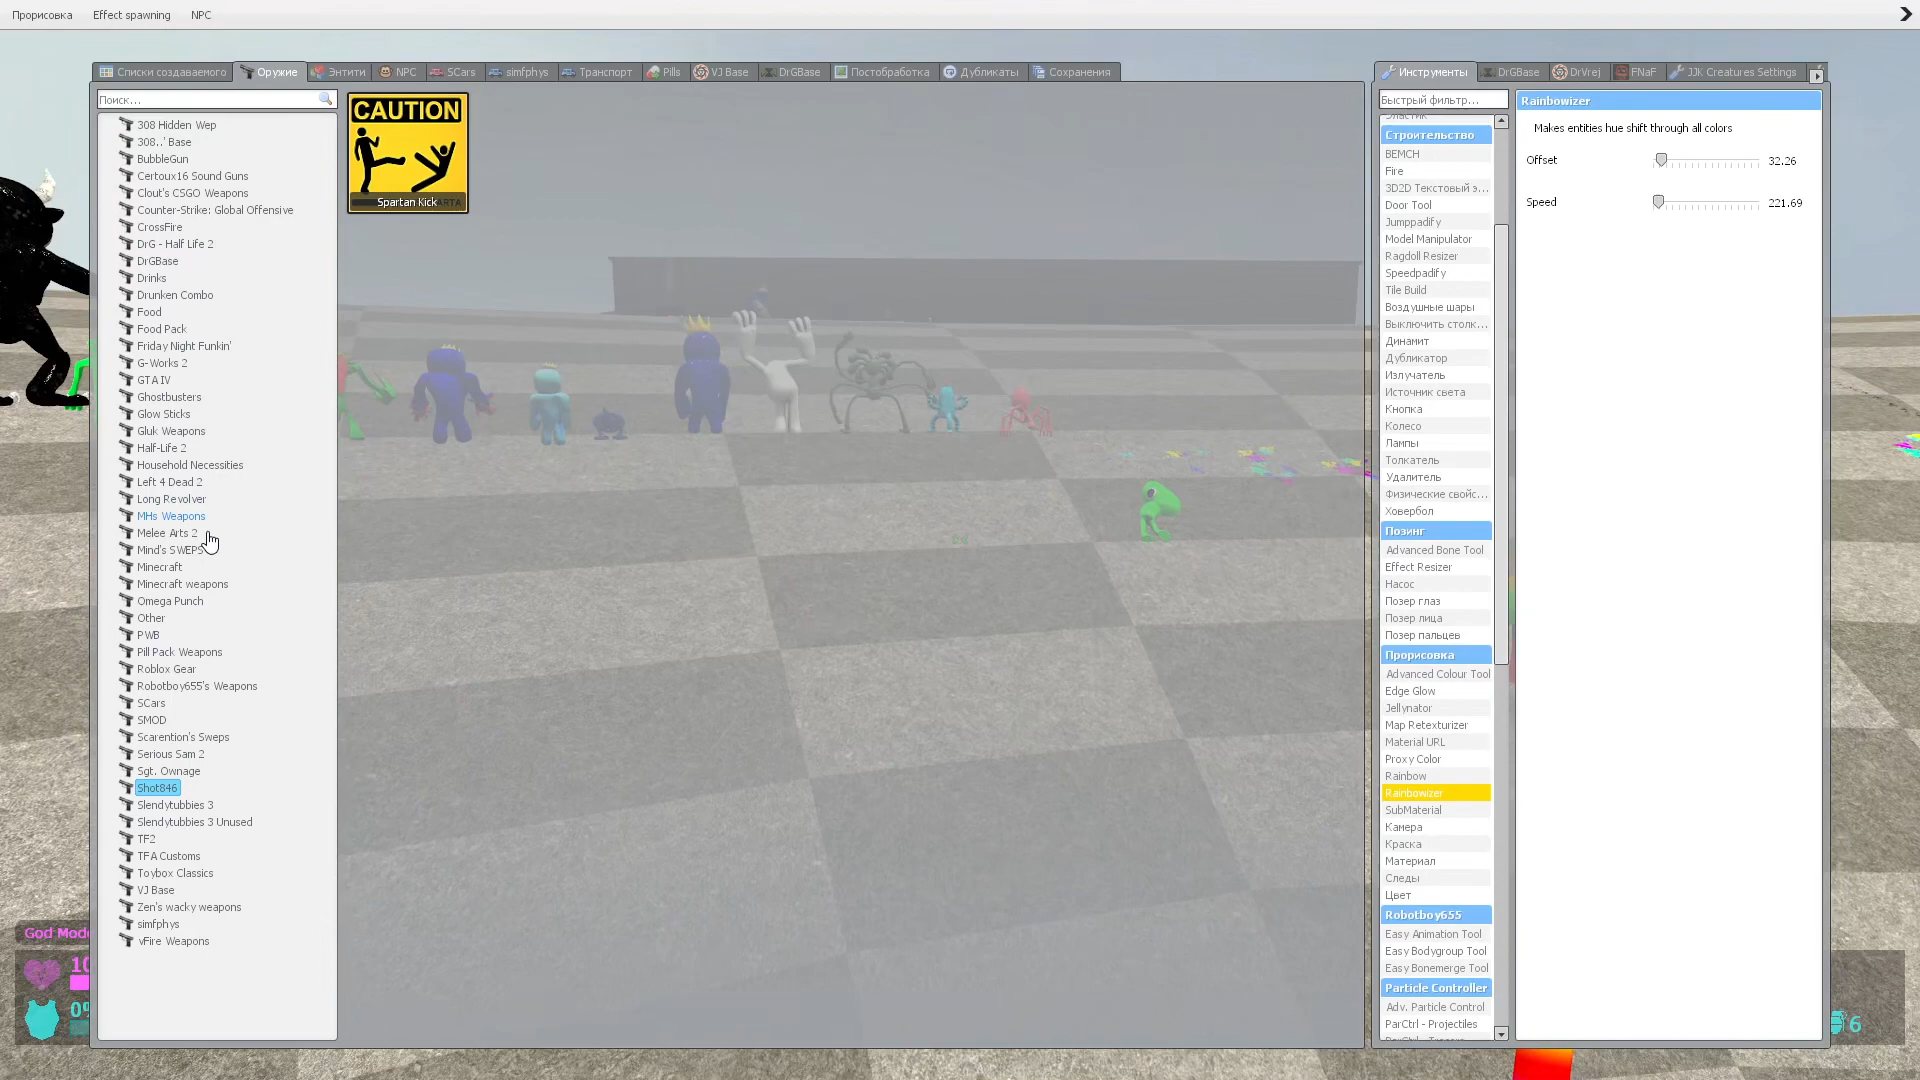 Прорисовка
Effect spawning
NPC
Списки создаваемого
Оружие
Энтити
NPC
SCars
simfphys
Транспорт
Pills
VJ Base
DrGBase
Постобработка
Дубликаты
Сохранения
Поиск...
308 Hidden Wep
308..' Base
BubbleGun
Certoux16 Sound Guns
Clout's CSGO Weapons
Counter-Strike: Global Offensive
CrossFire
DrG - Half Life 2
DrGBase
Drinks
Drunken Combo
Food
Food Pack
Friday Night Funkin'
G-Works 2
GTA IV
Ghostbusters
Glow Sticks
Gluk Weapons
Half-Life 2
Household Necessities
Left 4 Dead 2
Long Revolver
MHs Weapons
Melee Arts 2
Mind's SWEPS
Minecraft
Minecraft weapons
Omega Punch
Other
PWB
Pill Pack Weapons
Roblox Gear
Robotboy655's Weapons
SCars
SMOD
Scarention's Sweps
Serious Sam 2
Sgt. Ownage
Shot846
Slendytubbies 3
Slendytubbies 3 Unused
TF2
TFA Customs
Toybox Classics
VJ Base
Zen's wacky weapons
simfphys
vFire Weapons
CAUTION
Spartan Kick
God Mode
10
0%
Инструменты
DrGBase
DrVrej
FNaF
JJK Creatures Settings
Быстрый фильтр...
Эластик
Строительство
BEMCH
Fire
3D2D Текстовый э...
Door Tool
Jumppadify
Model Manipulator
Ragdoll Resizer
Speedpadify
Tile Build
Воздушные шары
Выключить столк...
Динамит
Дубликатор
Излучатель
Источник света
Кнопка
Колесо
Лампы
Толкатель
Удалитель
Физические свойс...
Ховербол
Позинг
Advanced Bone Tool
Effect Resizer
Насос
Позер глаз
Позер лица
Позер пальцев
Прорисовка
Advanced Colour Tool
Edge Glow
Jellynator
Map Retexturizer
Material URL
Proxy Color
Rainbow
Rainbowizer
SubMaterial
Камера
Краска
Материал
Следы
Цвет
Robotboy655
Easy Animation Tool
Easy Bodygroup Tool
Easy Bonemerge Tool
Particle Controller
Adv. Particle Control
ParCtrl - Projectiles
Rainbowizer
Makes entities hue shift through all colors
Offset 32.26
Speed 221.69
6